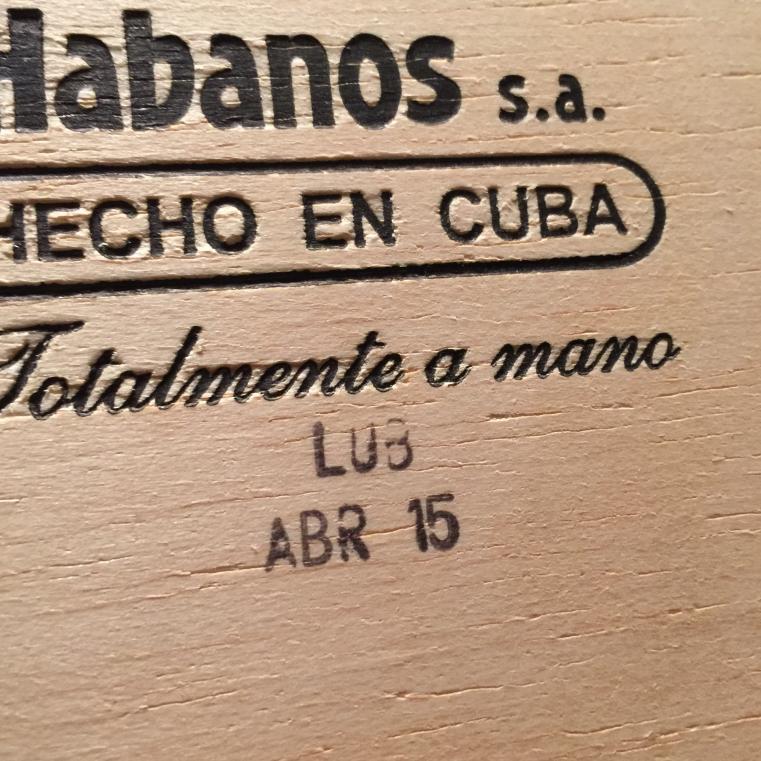 Habanos s.a.
HECHO EN CUBA
Totalmente a mano
LUB
ABR 15